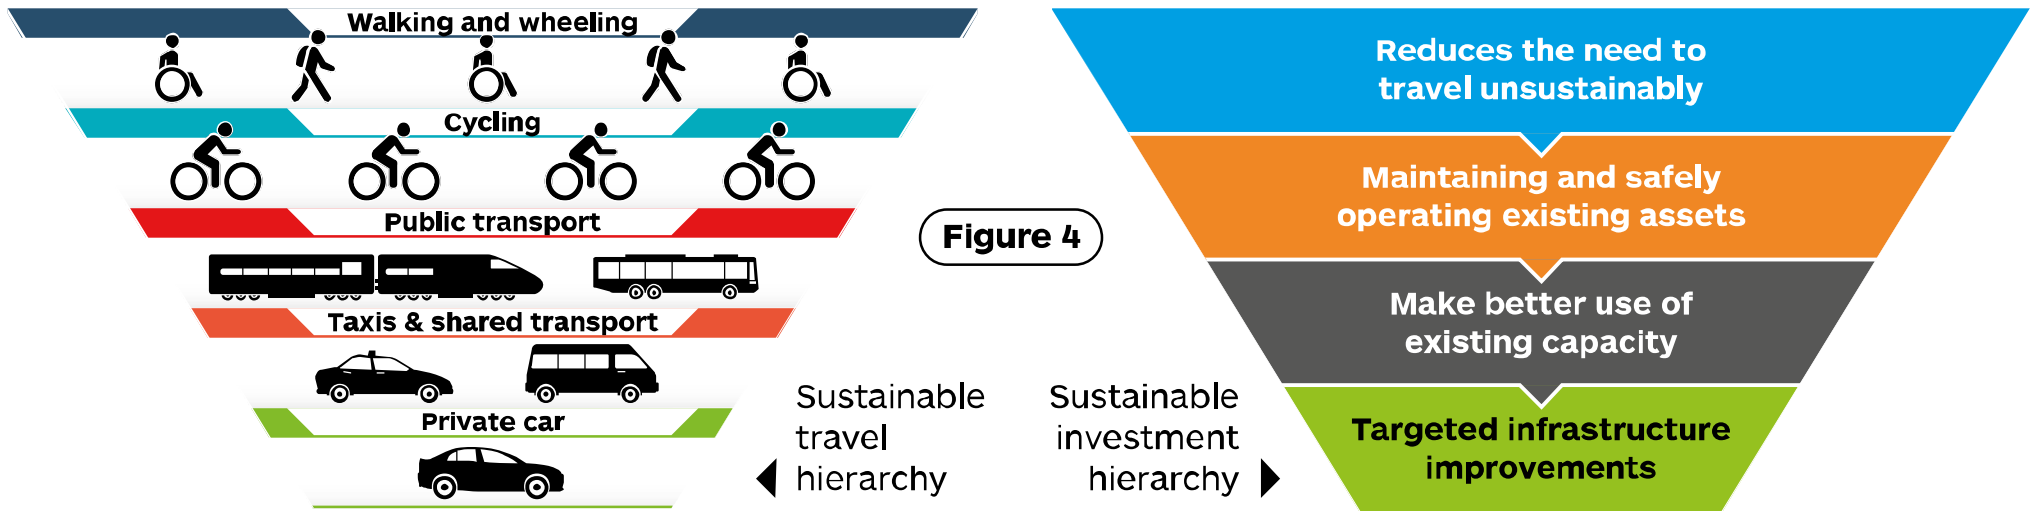 Walking and wheeling
Cycling
Public transport
Taxis & shared transport
Private car
Sustainable
travel
hierarchy
Figure 4
Sustainable
investment
hierarchy
Reduces the need to
travel unsustainably
Maintaining and safely
operating existing assets
Make better use of
existing capacity
Targeted infrastructure
improvements